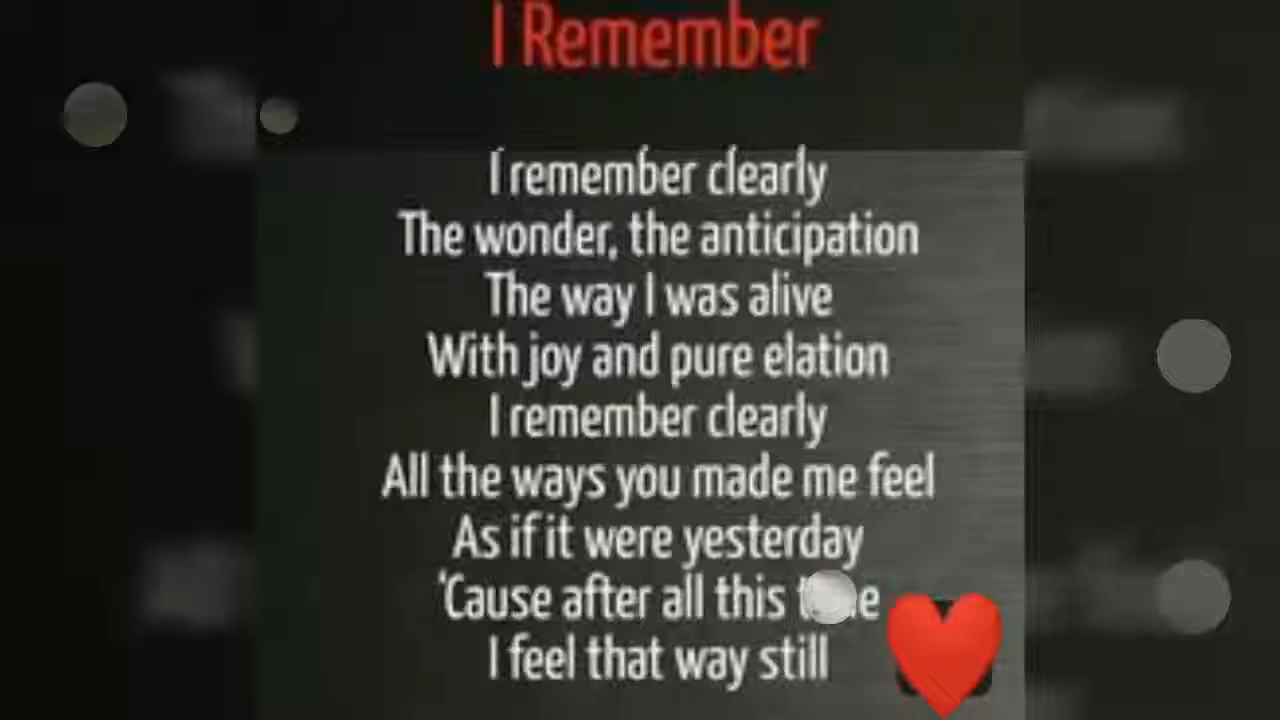 I Remember
I remember clearly
The wonder, the anticipation
The way I was alive
With joy and pure elation
I remember clearly
All the ways you made me feel
As if it were yesterday
'Cause after all this time
I feel that way still